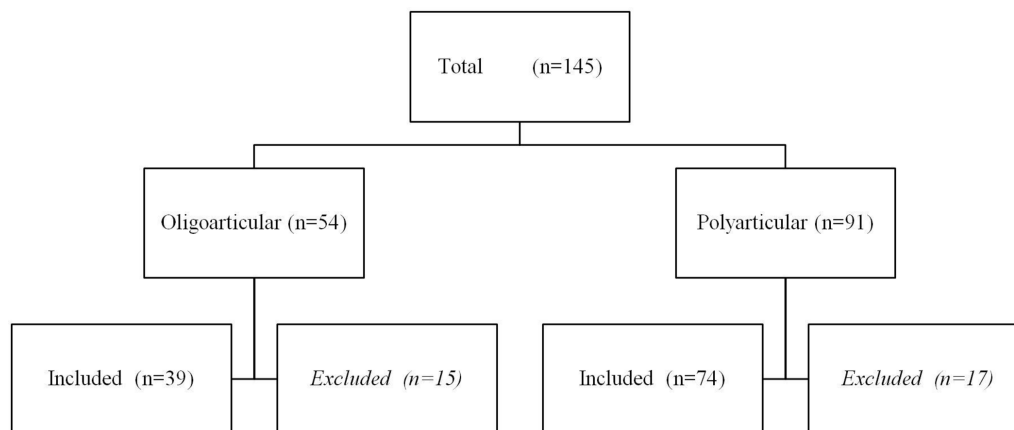 Total (n=145)
Oligoarticular (n=54)
Polyarticular (n=91)
Included (n=39)
Excluded (n=15)
Included (n=74)
Excluded (n=17)